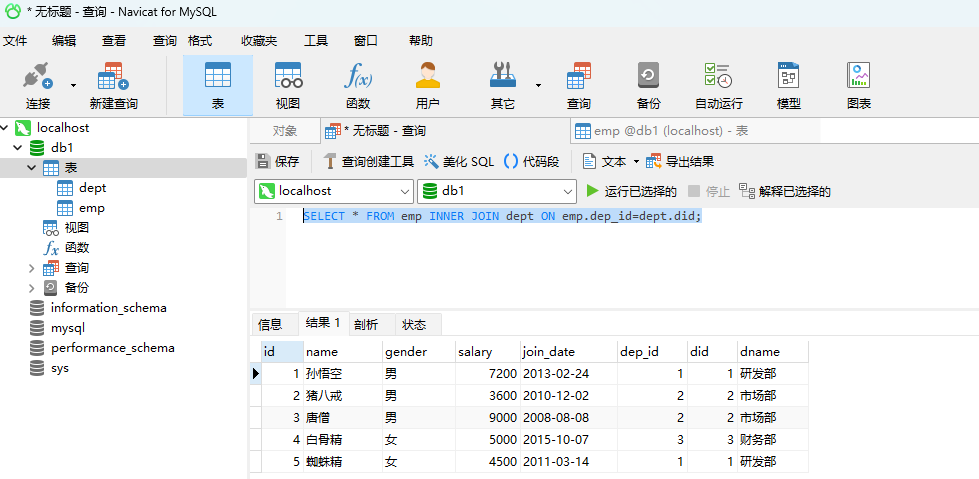 * 无标题 - 查询 - Navicat for MySQL
文件 编辑 查看 查询 格式 收藏夹 工具 窗口 帮助
连接 新建查询 表 视图 函数 用户 其它 查询 备份 自动运行 模型 图表
localhost
db1
表
dept
emp
视图
函数
查询
备份
information_schema
mysql
performance_schema
sys
对象 * 无标题 - 查询 emp @db1 (localhost) - 表
保存 查询创建工具 美化 SQL 代码段 文本 导出结果
localhost db1 运行已选择的 停止 解释已选择的
1 SELECT * FROM emp INNER JOIN dept ON emp.dep_id=dept.did;
信息 结果 1 剖析 状态
id name gender salary join_date dep_id did dname
1 孙悟空 男 7200 2013-02-24 1 1 研发部
2 猪八戒 男 3600 2010-12-02 2 2 市场部
3 唐僧 男 9000 2008-08-08 2 2 市场部
4 白骨精 女 5000 2015-10-07 3 3 财务部
5 蜘蛛精 女 4500 2011-03-14 1 1 研发部